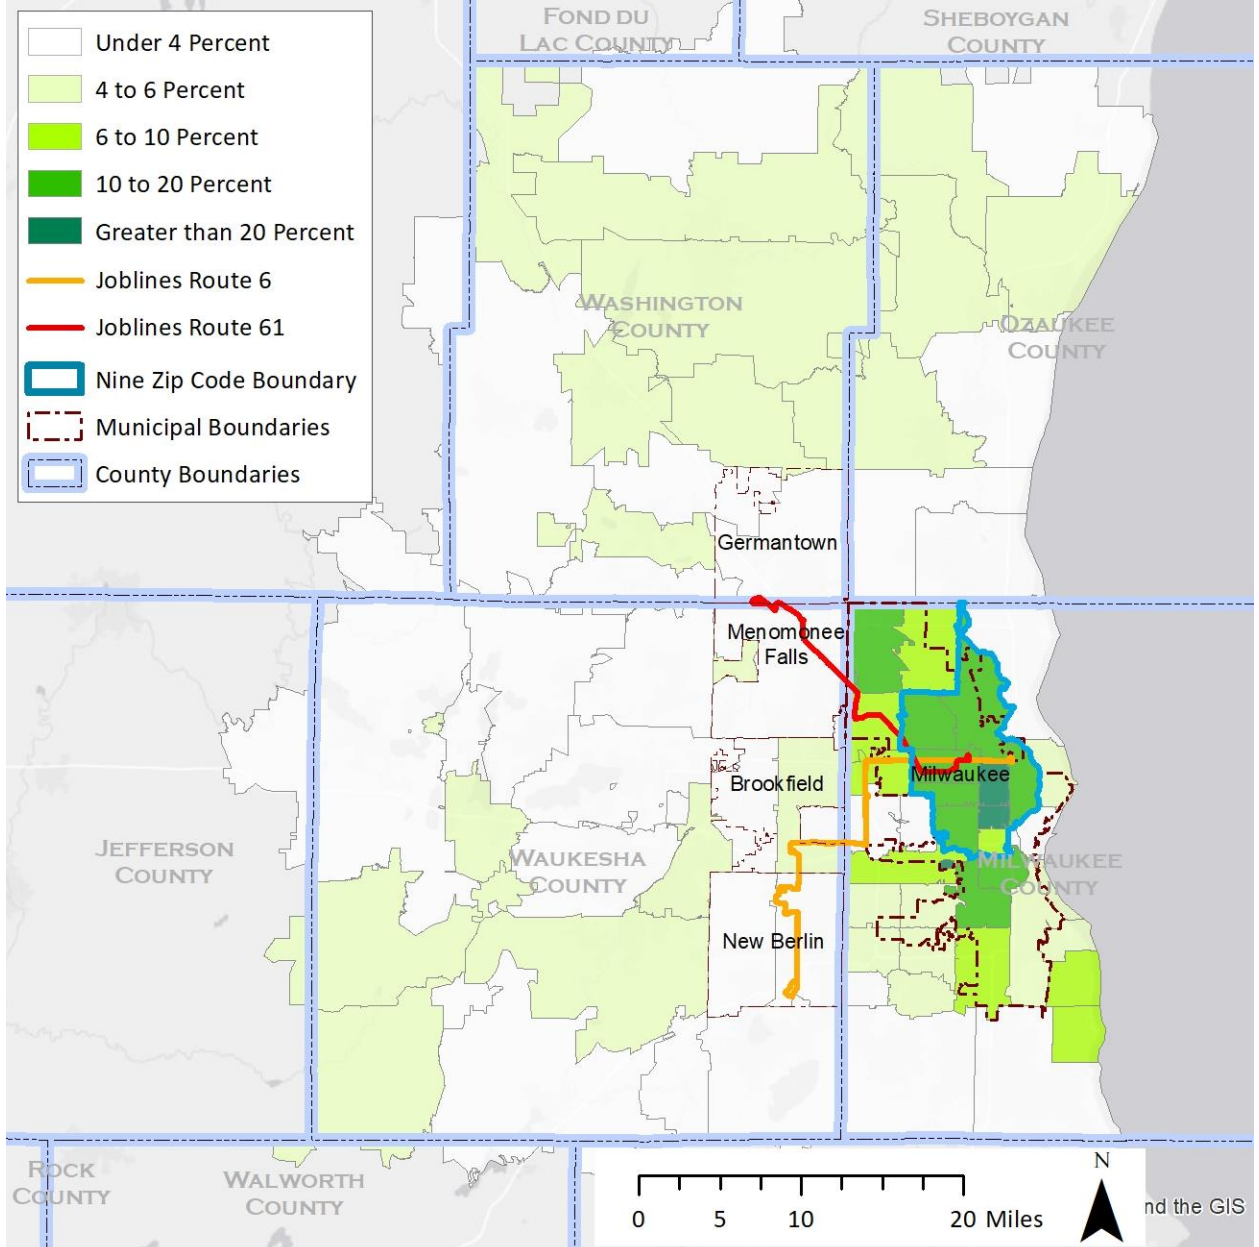 Under 4 Percent
4 to 6 Percent
6 to 10 Percent
10 to 20 Percent
Greater than 20 Percent
Joblines Route 6
Joblines Route 61
Nine Zip Code Boundary
Municipal Boundaries
County Boundaries
FOND DU
LAC COUNTY
SHEBOYGAN
COUNTY
WASHINGTON
COUNTY
OZAUKEE
COUNTY
Germantown
Menomonee
Falls
Brookfield
Milwaukee
JEFFERSON
COUNTY
WAUKESHA
COUNTY
MILWAUKEE
COUNTY
New Berlin
ROCK
COUNTY
WALWORTH
COUNTY
0 5 10 20 Miles
N
nd the GIS